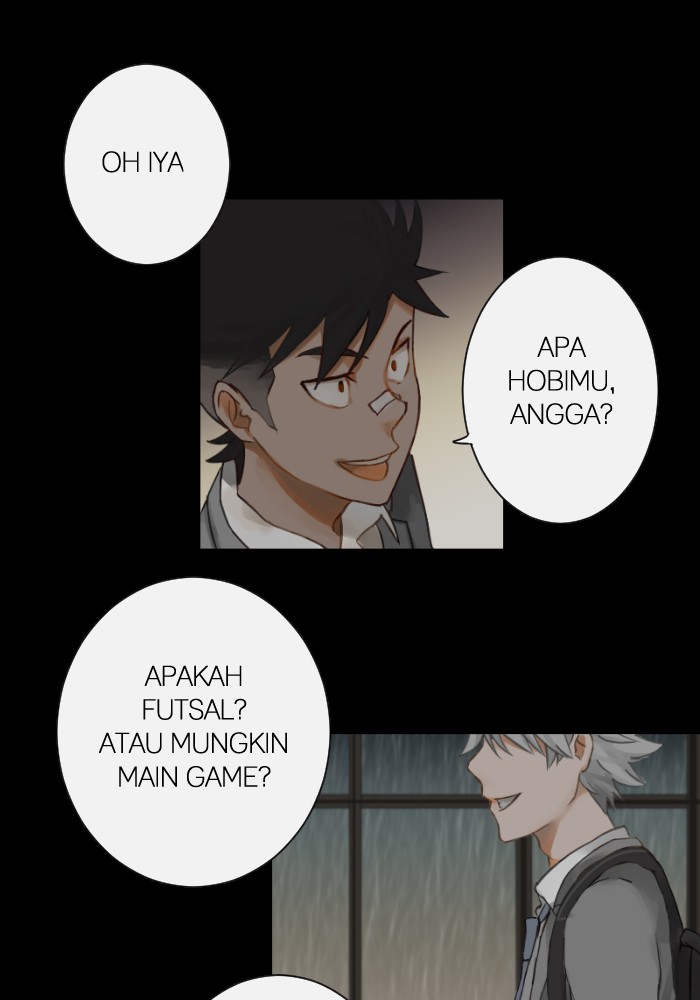 OH IYA
APA
HOBIMU,
ANGGA?
APAKAH
FUTSAL?
ATAU MUNGKIN
MAIN GAME?